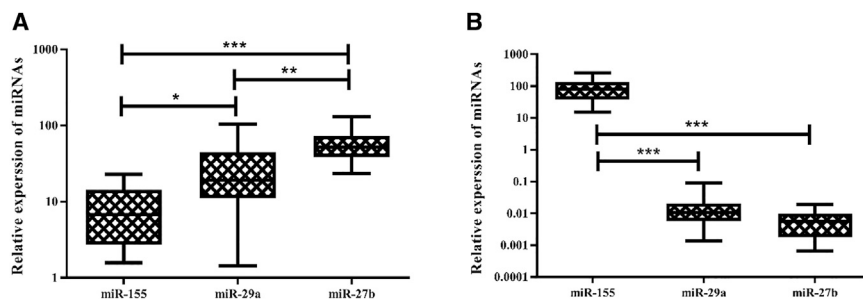 A
Relative experssion of miRNAs
1000
100
10
1
***
**
*
miR-155 miR-29a miR-27b
B
Relative experssion of miRNAs
1000
100
10
1
0.1
0.01
0.001
0.0001
***
***
miR-155 miR-29a miR-27b